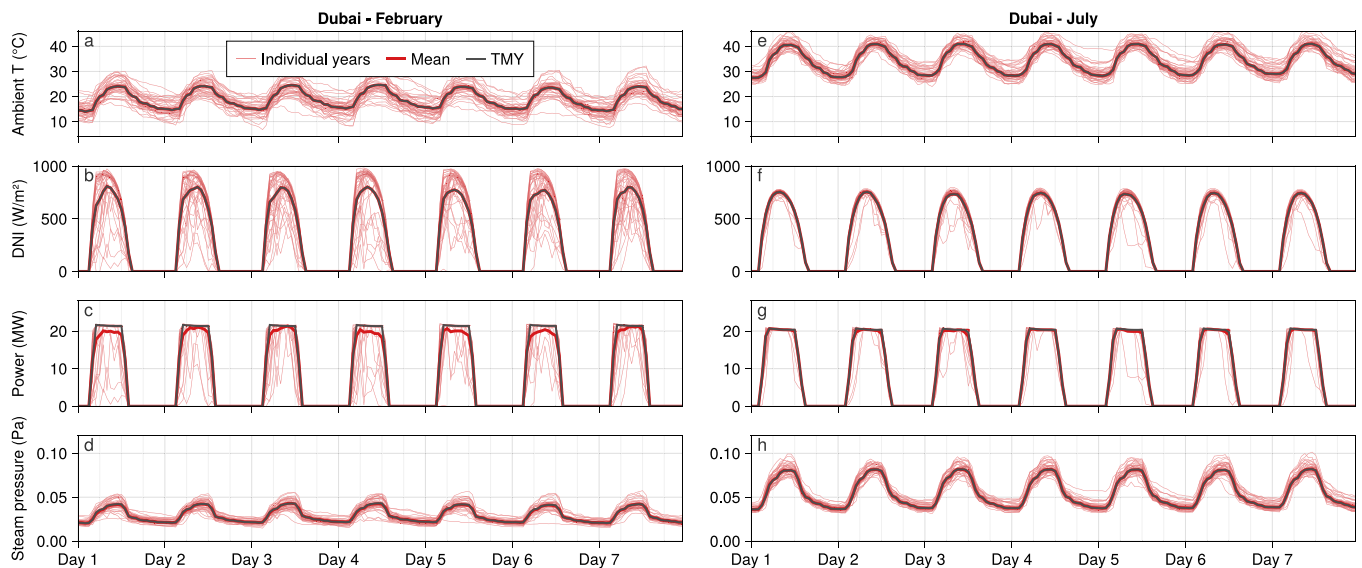 Dubai - February
Dubai - July
a
Ambient T (°C)
40
30
20
10
Individual years
Mean
TMY
e
40
30
20
10
b
DNI (W/m²)
1000
500
0
f
1000
500
0
c
Power (MW)
20
10
0
g
20
10
0
d
Steam pressure (Pa)
0.10
0.05
0.00
h
0.10
0.05
0.00
Day 1 Day 2 Day 3 Day 4 Day 5 Day 6 Day 7
Day 1 Day 2 Day 3 Day 4 Day 5 Day 6 Day 7